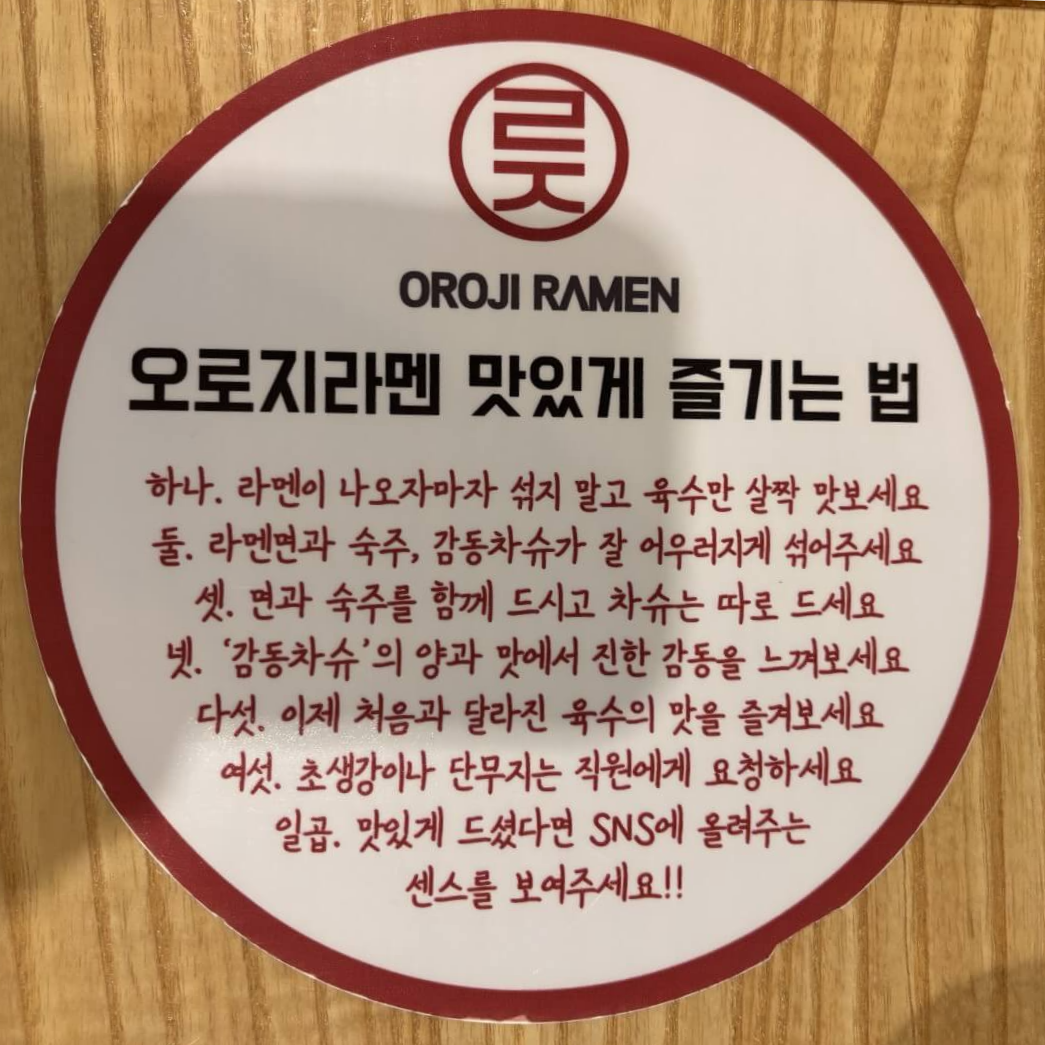 릇
OROJI RAMEN
오로지라멘 맛있게 즐기는 법
하나. 라멘이 나오자마자 섞지 말고 육수만 살짝 맛보세요
둘. 라멘면과 숙주, 감동차슈가 잘 어우러지게 섞어주세요
셋. 면과 숙주를 함께 드시고 차슈는 따로 드세요
넷. ‘감동차슈’의 양과 맛에서 진한 감동을 느껴보세요
다섯. 이제 처음과 달라진 육수의 맛을 즐겨보세요
여섯. 초생강이나 단무지는 직원에게 요청하세요
일곱. 맛있게 드셨다면 SNS에 올려주는
센스를 보여주세요!!